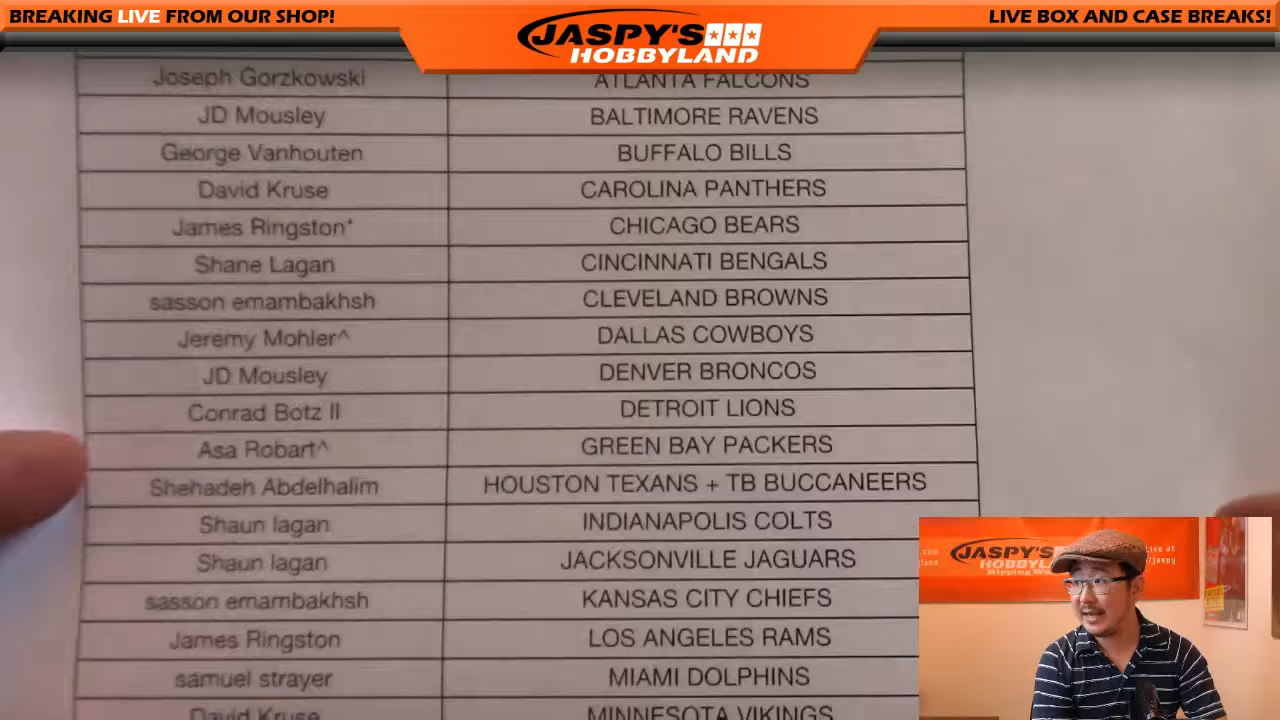 BREAKING LIVE FROM OUR SHOP!
JASPY'S
HOBBYLAND
LIVE BOX AND CASE BREAKS!
Joseph Gorzkowski ATLANTA FALCONS
JD Mousley BALTIMORE RAVENS
George Vanhouten BUFFALO BILLS
David Kruse CAROLINA PANTHERS
James Ringston* CHICAGO BEARS
Shane Lagan CINCINNATI BENGALS
sasson emambakhsh CLEVELAND BROWNS
Jeremy Mohler^ DALLAS COWBOYS
JD Mousley DENVER BRONCOS
Conrad Botz II DETROIT LIONS
Asa Robart^ GREEN BAY PACKERS
Shehadeh Abdelhalim HOUSTON TEXANS + TB BUCCANEERS
Shaun lagan INDIANAPOLIS COLTS
Shaun lagan JACKSONVILLE JAGUARS
sasson emambakhsh KANSAS CITY CHIEFS
James Ringston LOS ANGELES RAMS
samuel strayer MIAMI DOLPHINS
David Kruse MINNESOTA VIKINGS
JASPY'S
HOBBYLAND